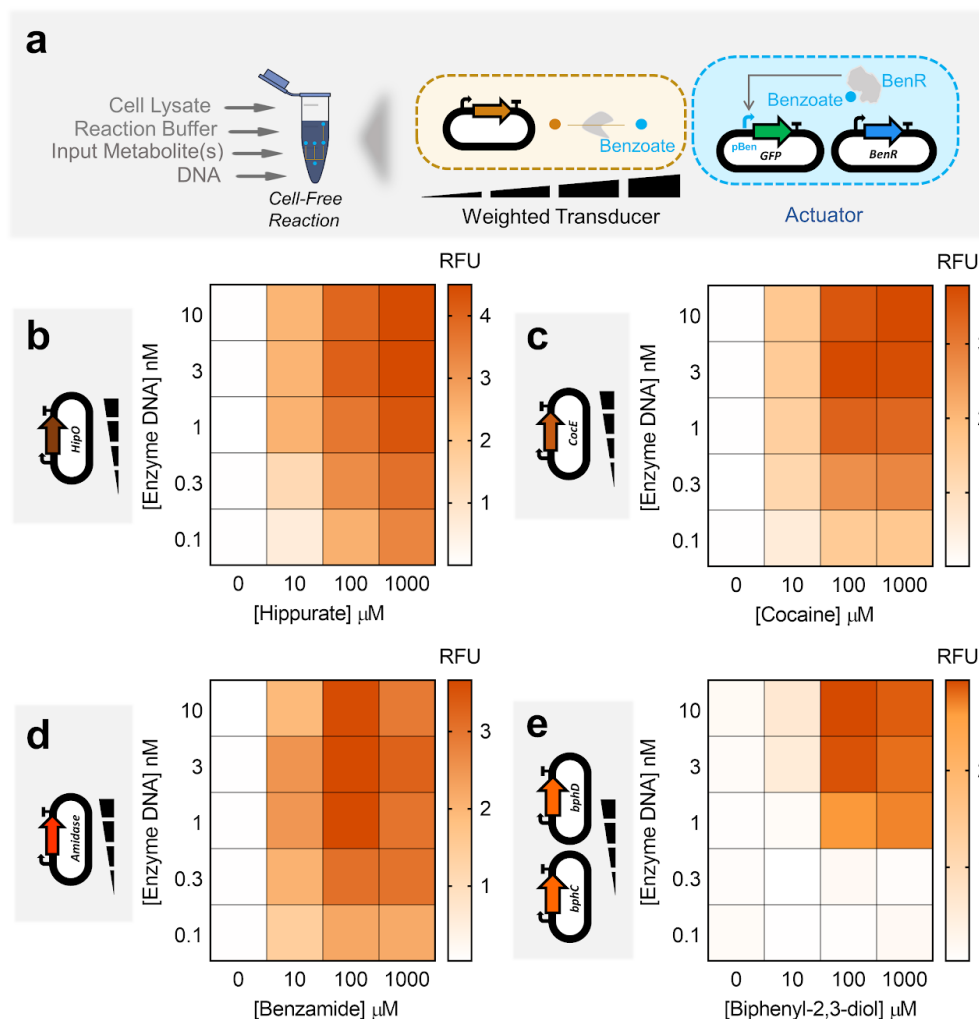 a
Cell Lysate
Reaction Buffer
Input Metabolite(s)
DNA
Cell-Free
Reaction
Benzoate
Weighted Transducer
BenR
Benzoate
pBen
GFP
BenR
Actuator
b
HipO
[Enzyme DNA] nM
10
3
1
0.3
0.1
0 10 100 1000
[Hippurate] µM
RFU
4
3
2
1
c
CocE
[Enzyme DNA] nM
10
3
1
0.3
0.1
0 10 100 1000
[Cocaine] µM
RFU
d
Amidase
[Enzyme DNA] nM
10
3
1
0.3
0.1
0 10 100 1000
[Benzamide] µM
RFU
3
2
1
e
bphD
bphC
[Enzyme DNA] nM
10
3
1
0.3
0.1
0 10 100 1000
[Biphenyl-2,3-diol] µM
RFU